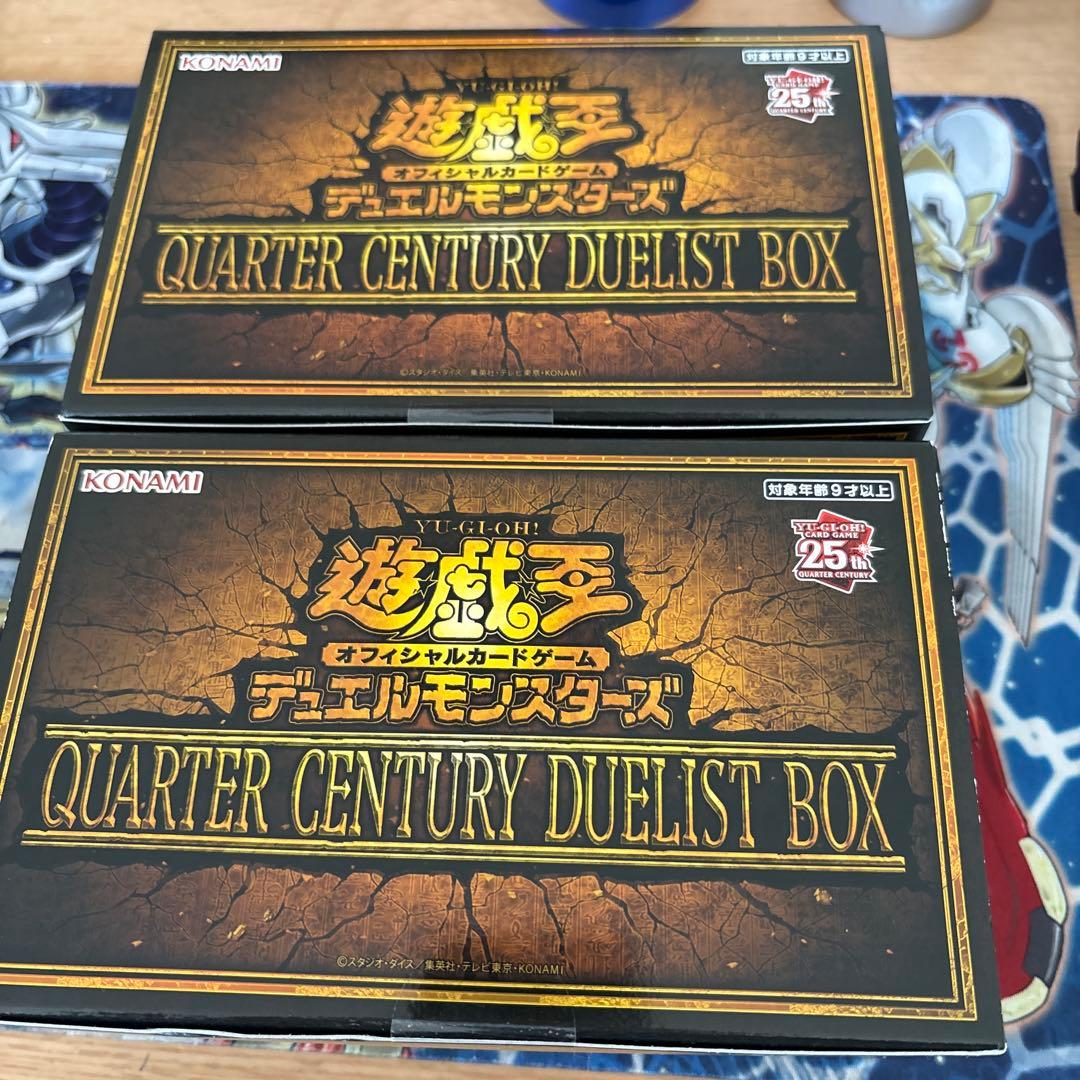 KONAMI
対象年齢9才以上
YU-GI-OH!
CARD GAME
25th
QUARTER CENTURY
YU-GI-OH!
遊戯王
オフィシャルカードゲーム
デュエルモンスターズ
QUARTER CENTURY DUELIST BOX
©スタジオ・ダイス/集英社・テレビ東京・KONAMI
KONAMI
対象年齢9才以上
YU-GI-OH!
CARD GAME
25th
QUARTER CENTURY
YU-GI-OH!
遊戯王
オフィシャルカードゲーム
デュエルモンスターズ
QUARTER CENTURY DUELIST BOX
©スタジオ・ダイス/集英社・テレビ東京・KONAMI